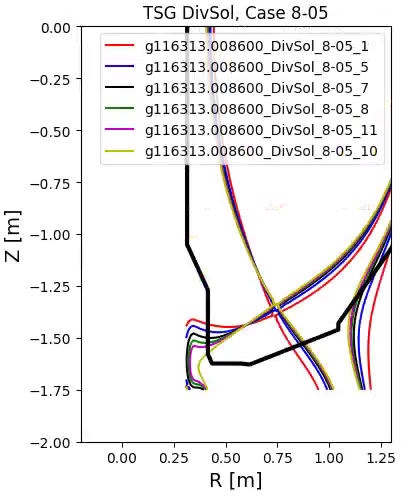 TSG DivSol, Case 8-05
g116313.008600_DivSol_8-05_1
g116313.008600_DivSol_8-05_5
g116313.008600_DivSol_8-05_7
g116313.008600_DivSol_8-05_8
g116313.008600_DivSol_8-05_11
g116313.008600_DivSol_8-05_10
0.00
−0.25
−0.50
−0.75
−1.00
−1.25
−1.50
−1.75
−2.00
Z [m]
0.00 0.25 0.50 0.75 1.00 1.25
R [m]